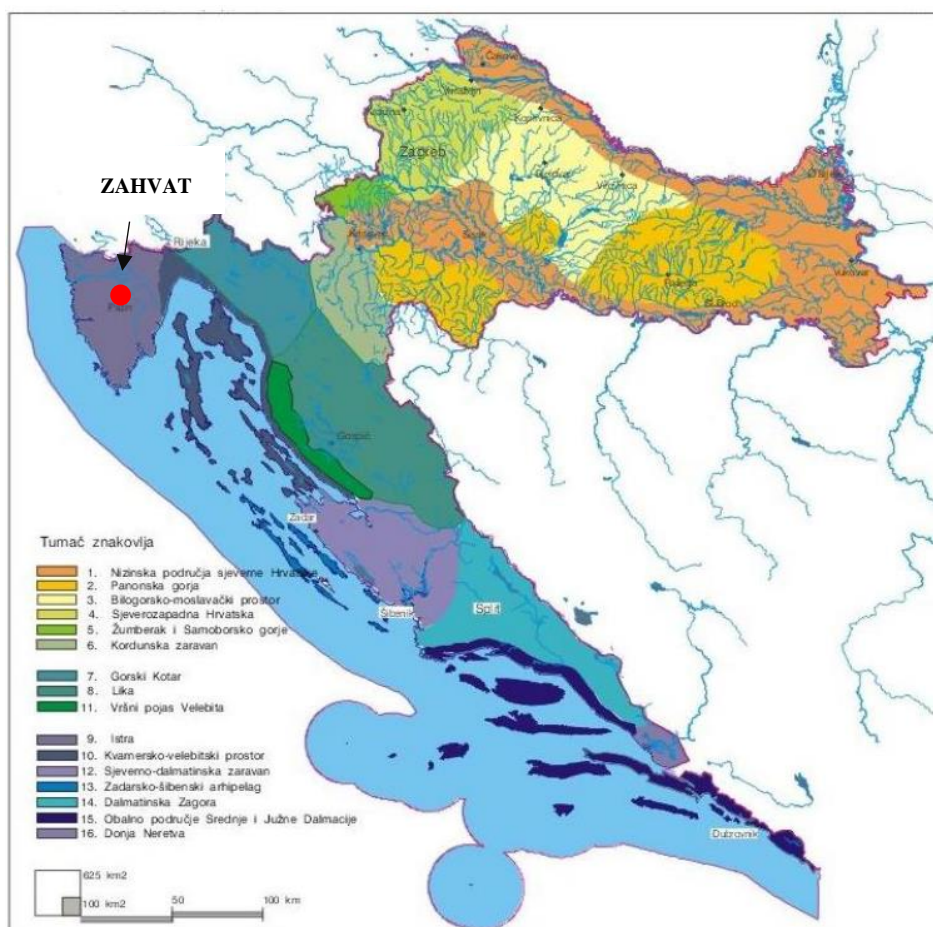 ZAHVAT
Zagreb
Rijeka
Gospić
Zadar
Šibenik
Split
Dubrovnik
Koprivnica
Vukovar
Tumač znakovlja
1. Nizinska područja sjeverne Hrvatske
2. Panonska gorja
3. Bilogorsko-moslavački prostor
4. Sjeverozapadna Hrvatska
5. Žumberak i Samoborsko gorje
6. Kordunska zaravan
7. Gorski Kotar
8. Lika
11. Vršni pojas Velebita
9. Istra
10. Kvarnersko-velebitski prostor
12. Sjeverno-dalmatinska zaravan
13. Zadarsko-šibenski arhipelag
14. Dalmatinska Zagora
15. Obalno područje Srednje i Južne Dalmacije
16. Donja Neretva
625 km2
100 km2
50
100 km